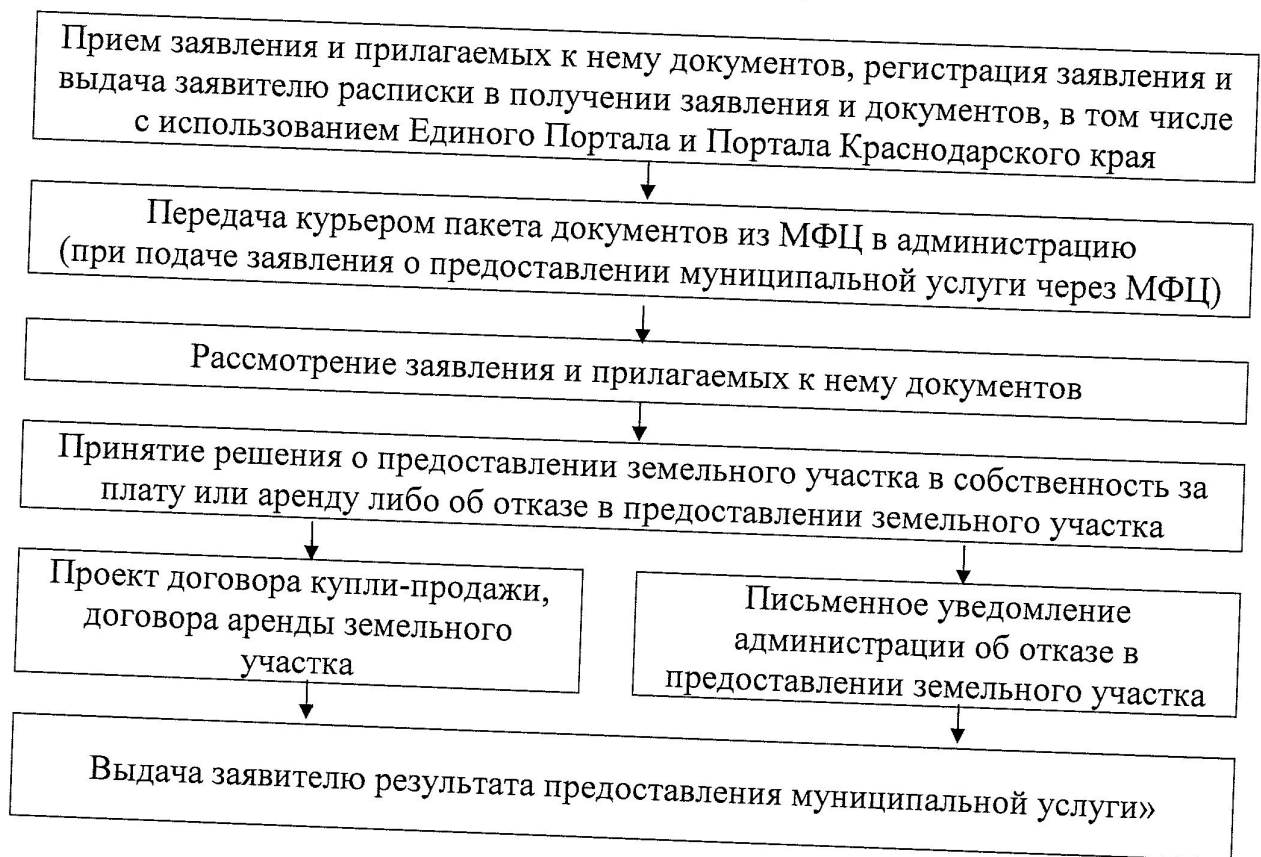 Прием заявления и прилагаемых к нему документов, регистрация заявления и
выдача заявителю расписки в получении заявления и документов, в том числе
с использованием Единого Портала и Портала Краснодарского края
Передача курьером пакета документов из МФЦ в администрацию
(при подаче заявления о предоставлении муниципальной услуги через МФЦ)
Рассмотрение заявления и прилагаемых к нему документов
Принятие решения о предоставлении земельного участка в собственность за
плату или аренду либо об отказе в предоставлении земельного участка
Проект договора купли-продажи,
договора аренды земельного
участка
Письменное уведомление
администрации об отказе в
предоставлении земельного участка
Выдача заявителю результата предоставления муниципальной услуги»